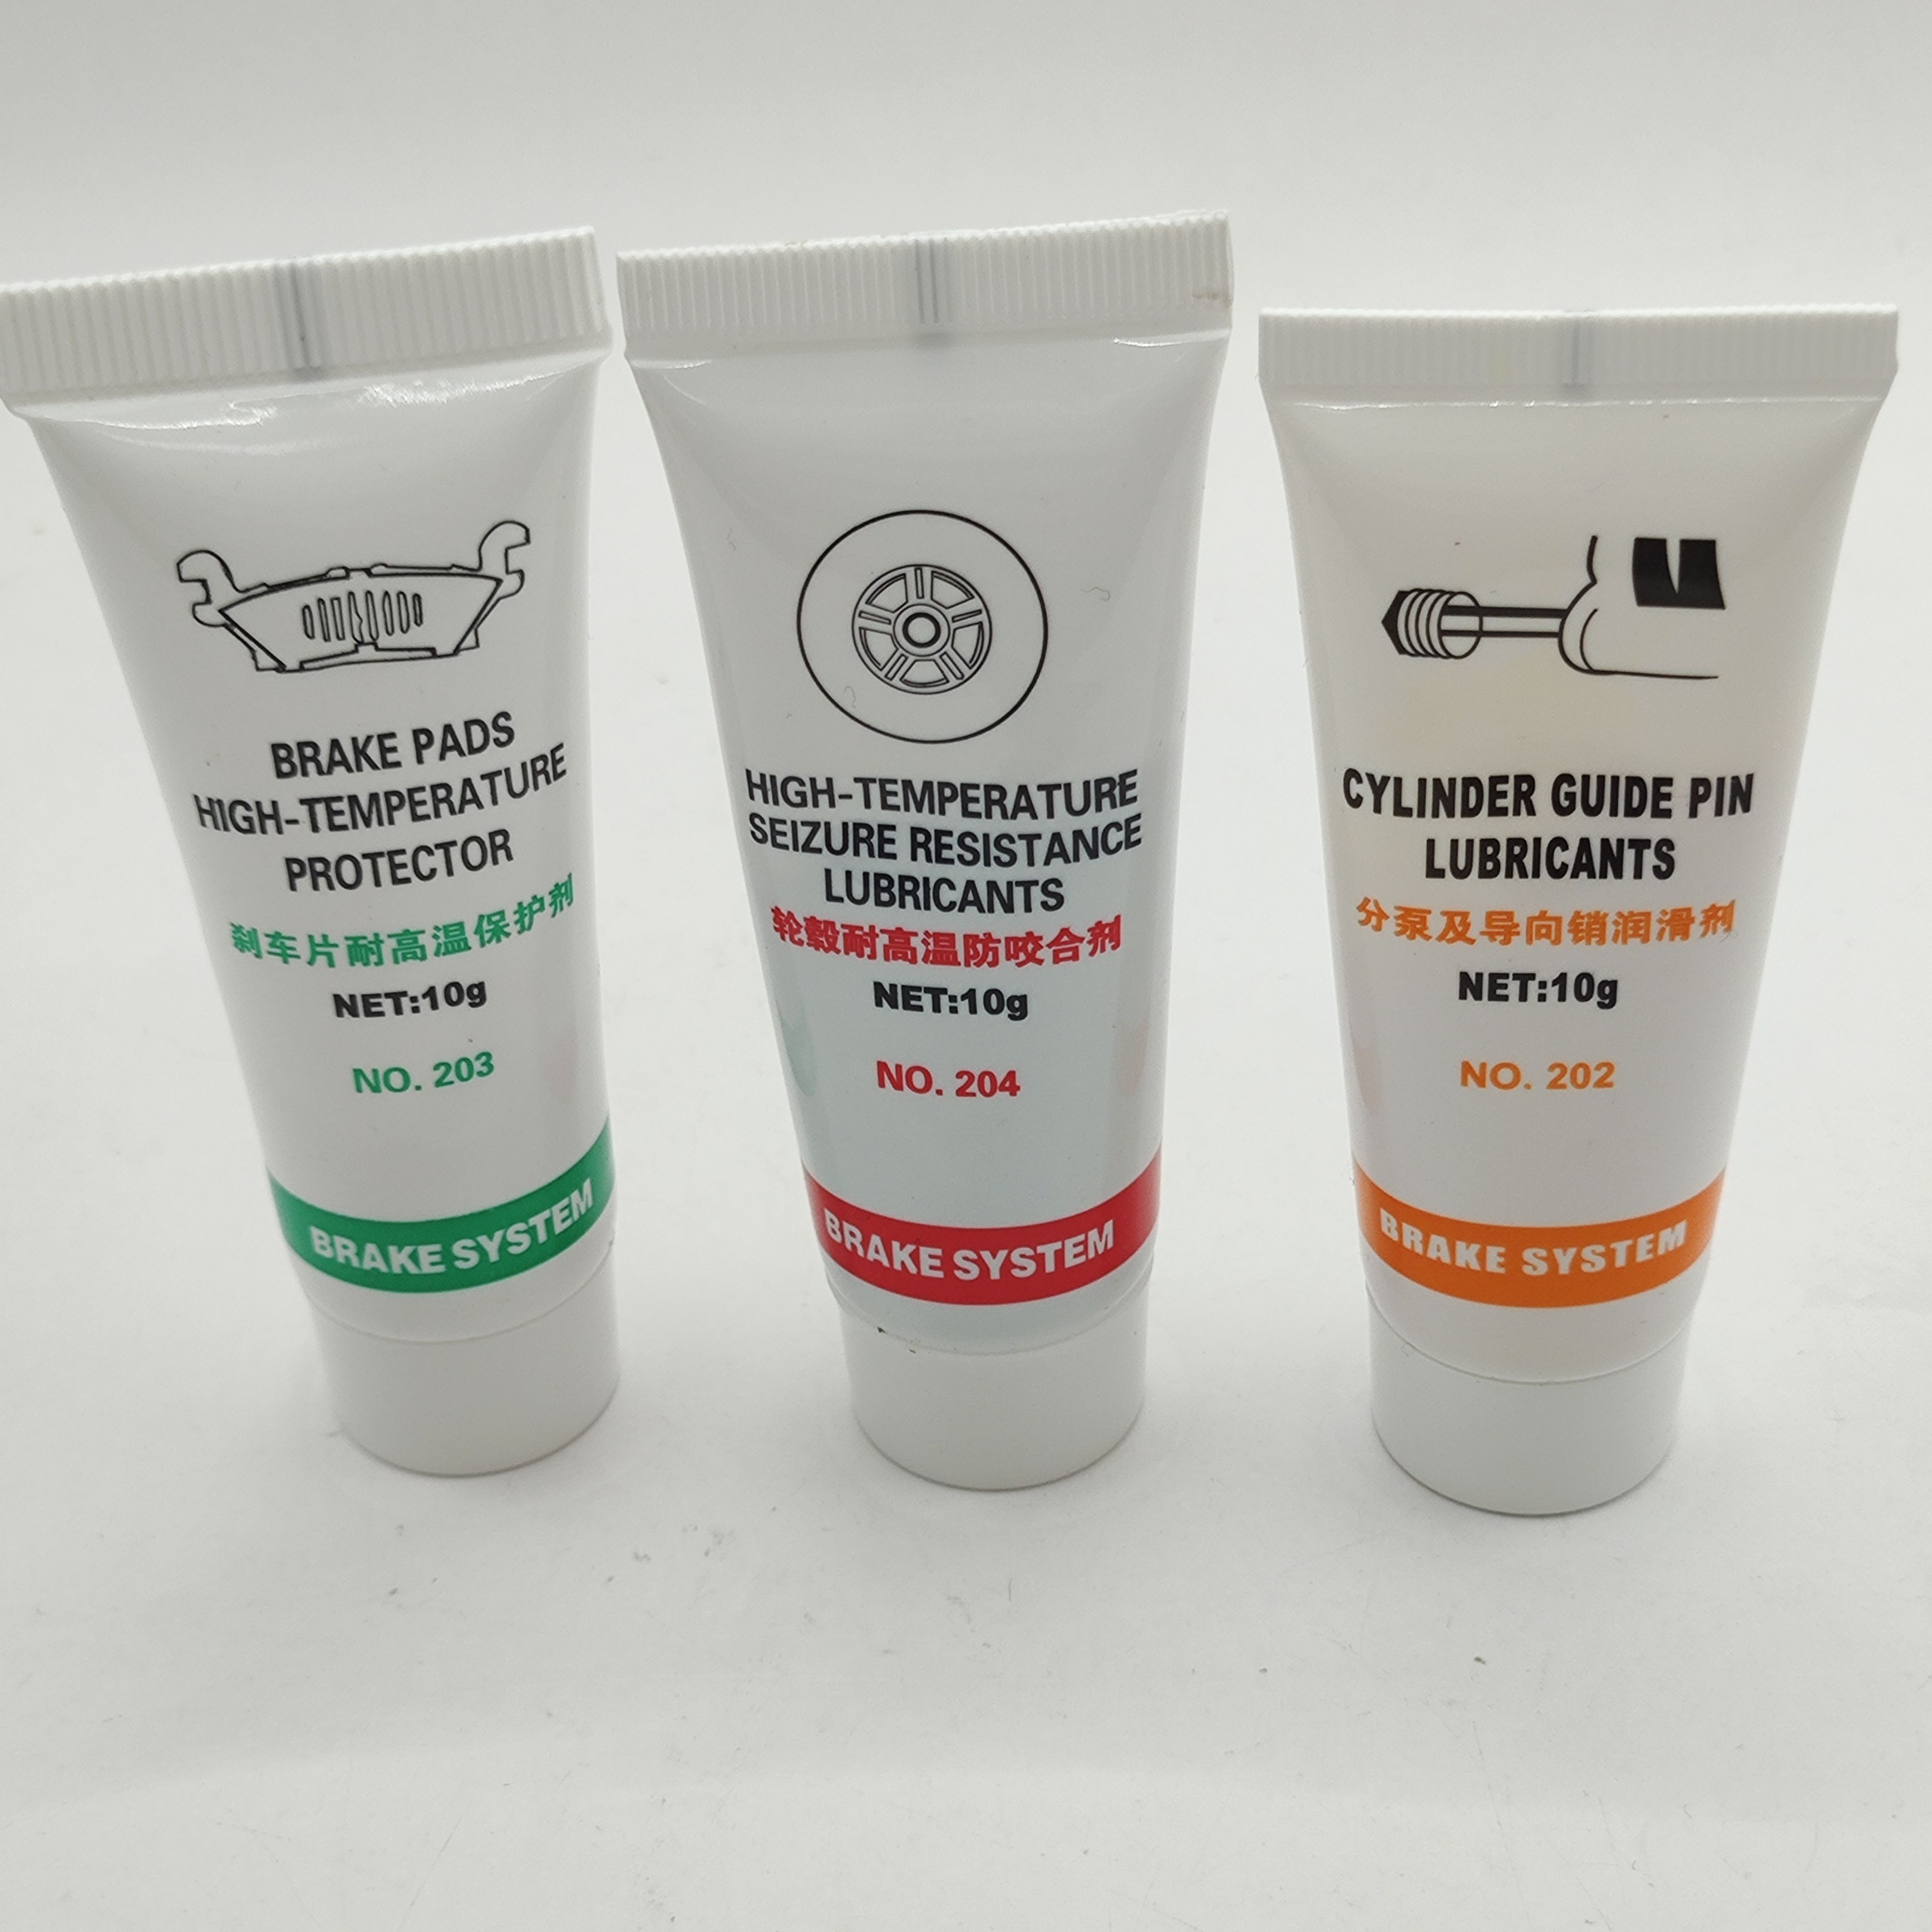 BRAKE PADS
HIGH-TEMPERATURE
PROTECTOR
刹车片耐高温保护剂
NET:10g
NO. 203
BRAKE SYSTEM
HIGH-TEMPERATURE
SEIZURE RESISTANCE
LUBRICANTS
轮毂耐高温防咬合剂
NET:10g
NO. 204
BRAKE SYSTEM
CYLINDER GUIDE PIN
LUBRICANTS
分泵及导向销润滑剂
NET:10g
NO. 202
BRAKE SYSTEM